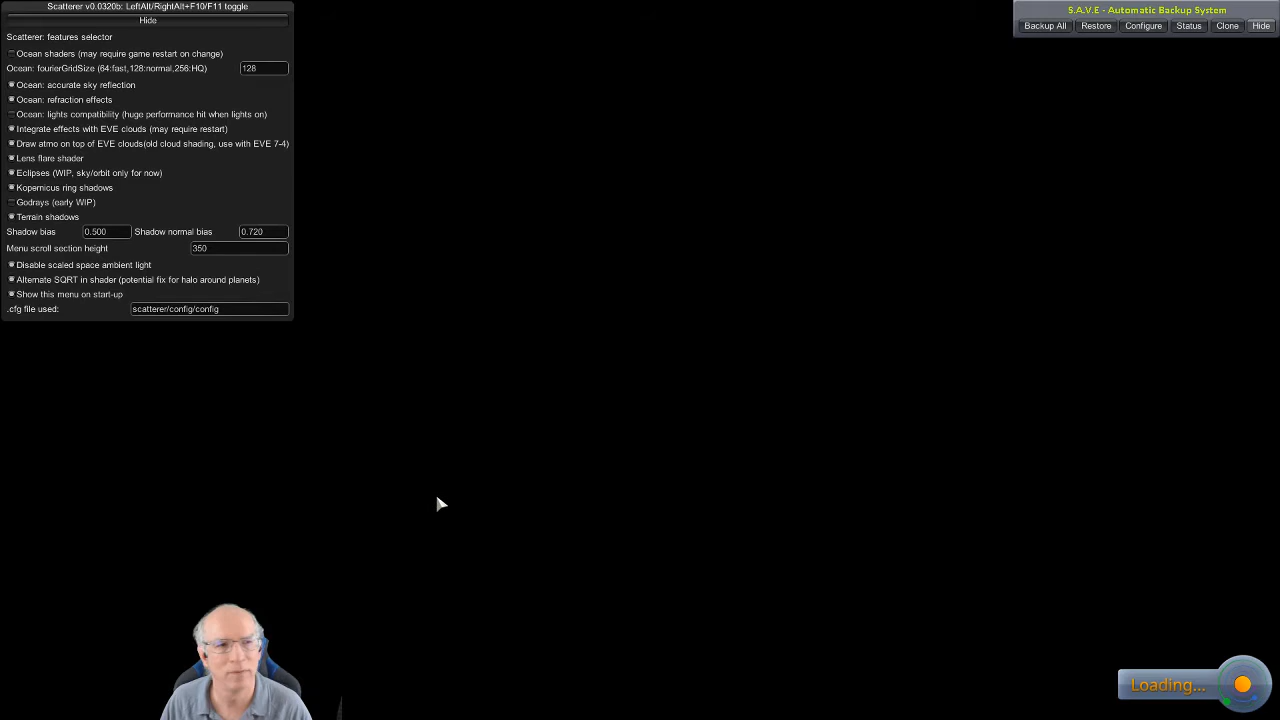 Scatterer v0.0320b: LeftAlt/RightAlt+F10/F11 toggle
Hide
Scatterer: features selector
Ocean shaders (may require game restart on change)
Ocean: fourierGridSize (64:fast,128:normal,256:HQ) 128
Ocean: accurate sky reflection
Ocean: refraction effects
Ocean: lights compatibility (huge performance hit when lights on)
Integrate effects with EVE clouds (may require restart)
Draw atmo on top of EVE clouds(old cloud shading, use with EVE 7-4)
Lens flare shader
Eclipses (WIP, sky/orbit only for now)
Kopernicus ring shadows
Godrays (early WIP)
Terrain shadows
Shadow bias 0.500 Shadow normal bias 0.720
Menu scroll section height 350
Disable scaled space ambient light
Alternate SQRT in shader (potential fix for halo around planets)
Show this menu on start-up
.cfg file used: scatterer/config/config
S.A.V.E - Automatic Backup System
Backup All Restore Configure Status Clone Hide
Loading...